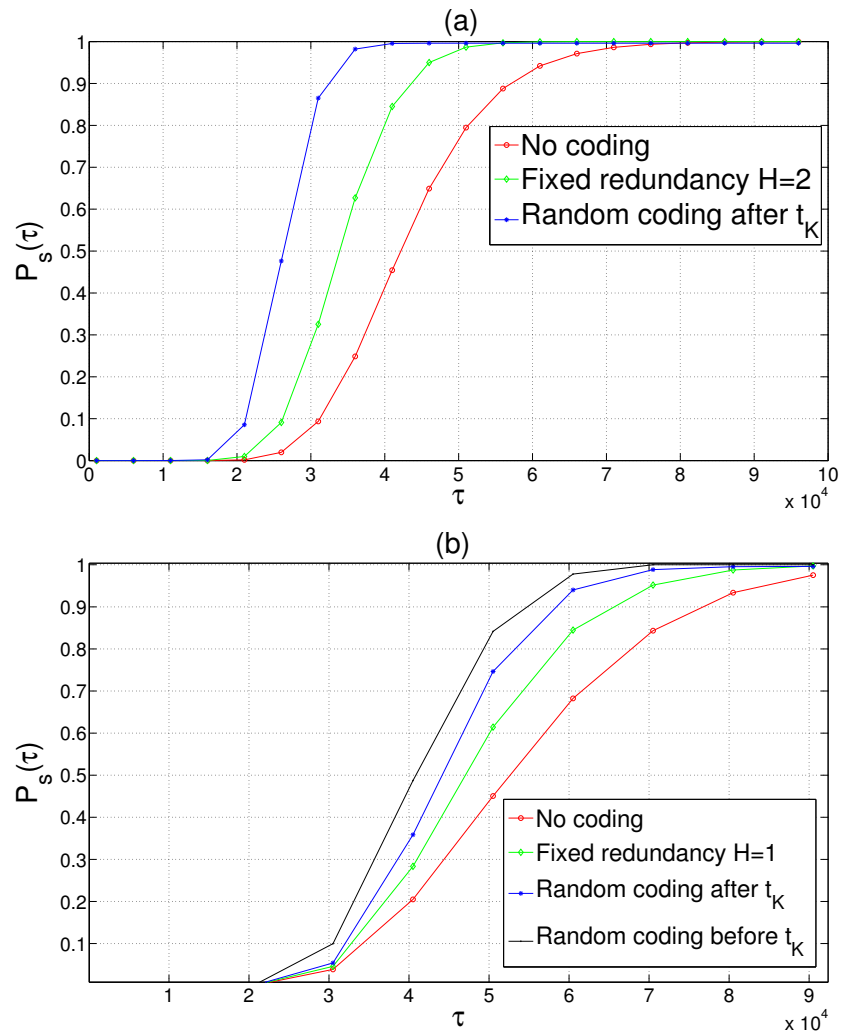 (a)
1
0.9
0.8
0.7
0.6
0.5
0.4
0.3
0.2
0.1
0
P_s(τ)
No coding
Fixed redundancy H=2
Random coding after t_K
0 1 2 3 4 5 6 7 8 9 10
τ
x 10^4
(b)
1
0.9
0.8
0.7
0.6
0.5
0.4
0.3
0.2
0.1
P_s(τ)
No coding
Fixed redundancy H=1
Random coding after t_K
Random coding before t_K
1 2 3 4 5 6 7 8 9
τ
x 10^4